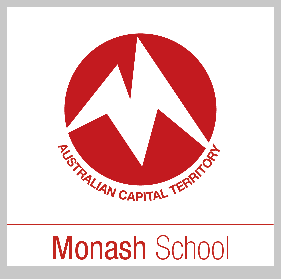 AUSTRALIAN CAPITAL TERRITORY
Monash School